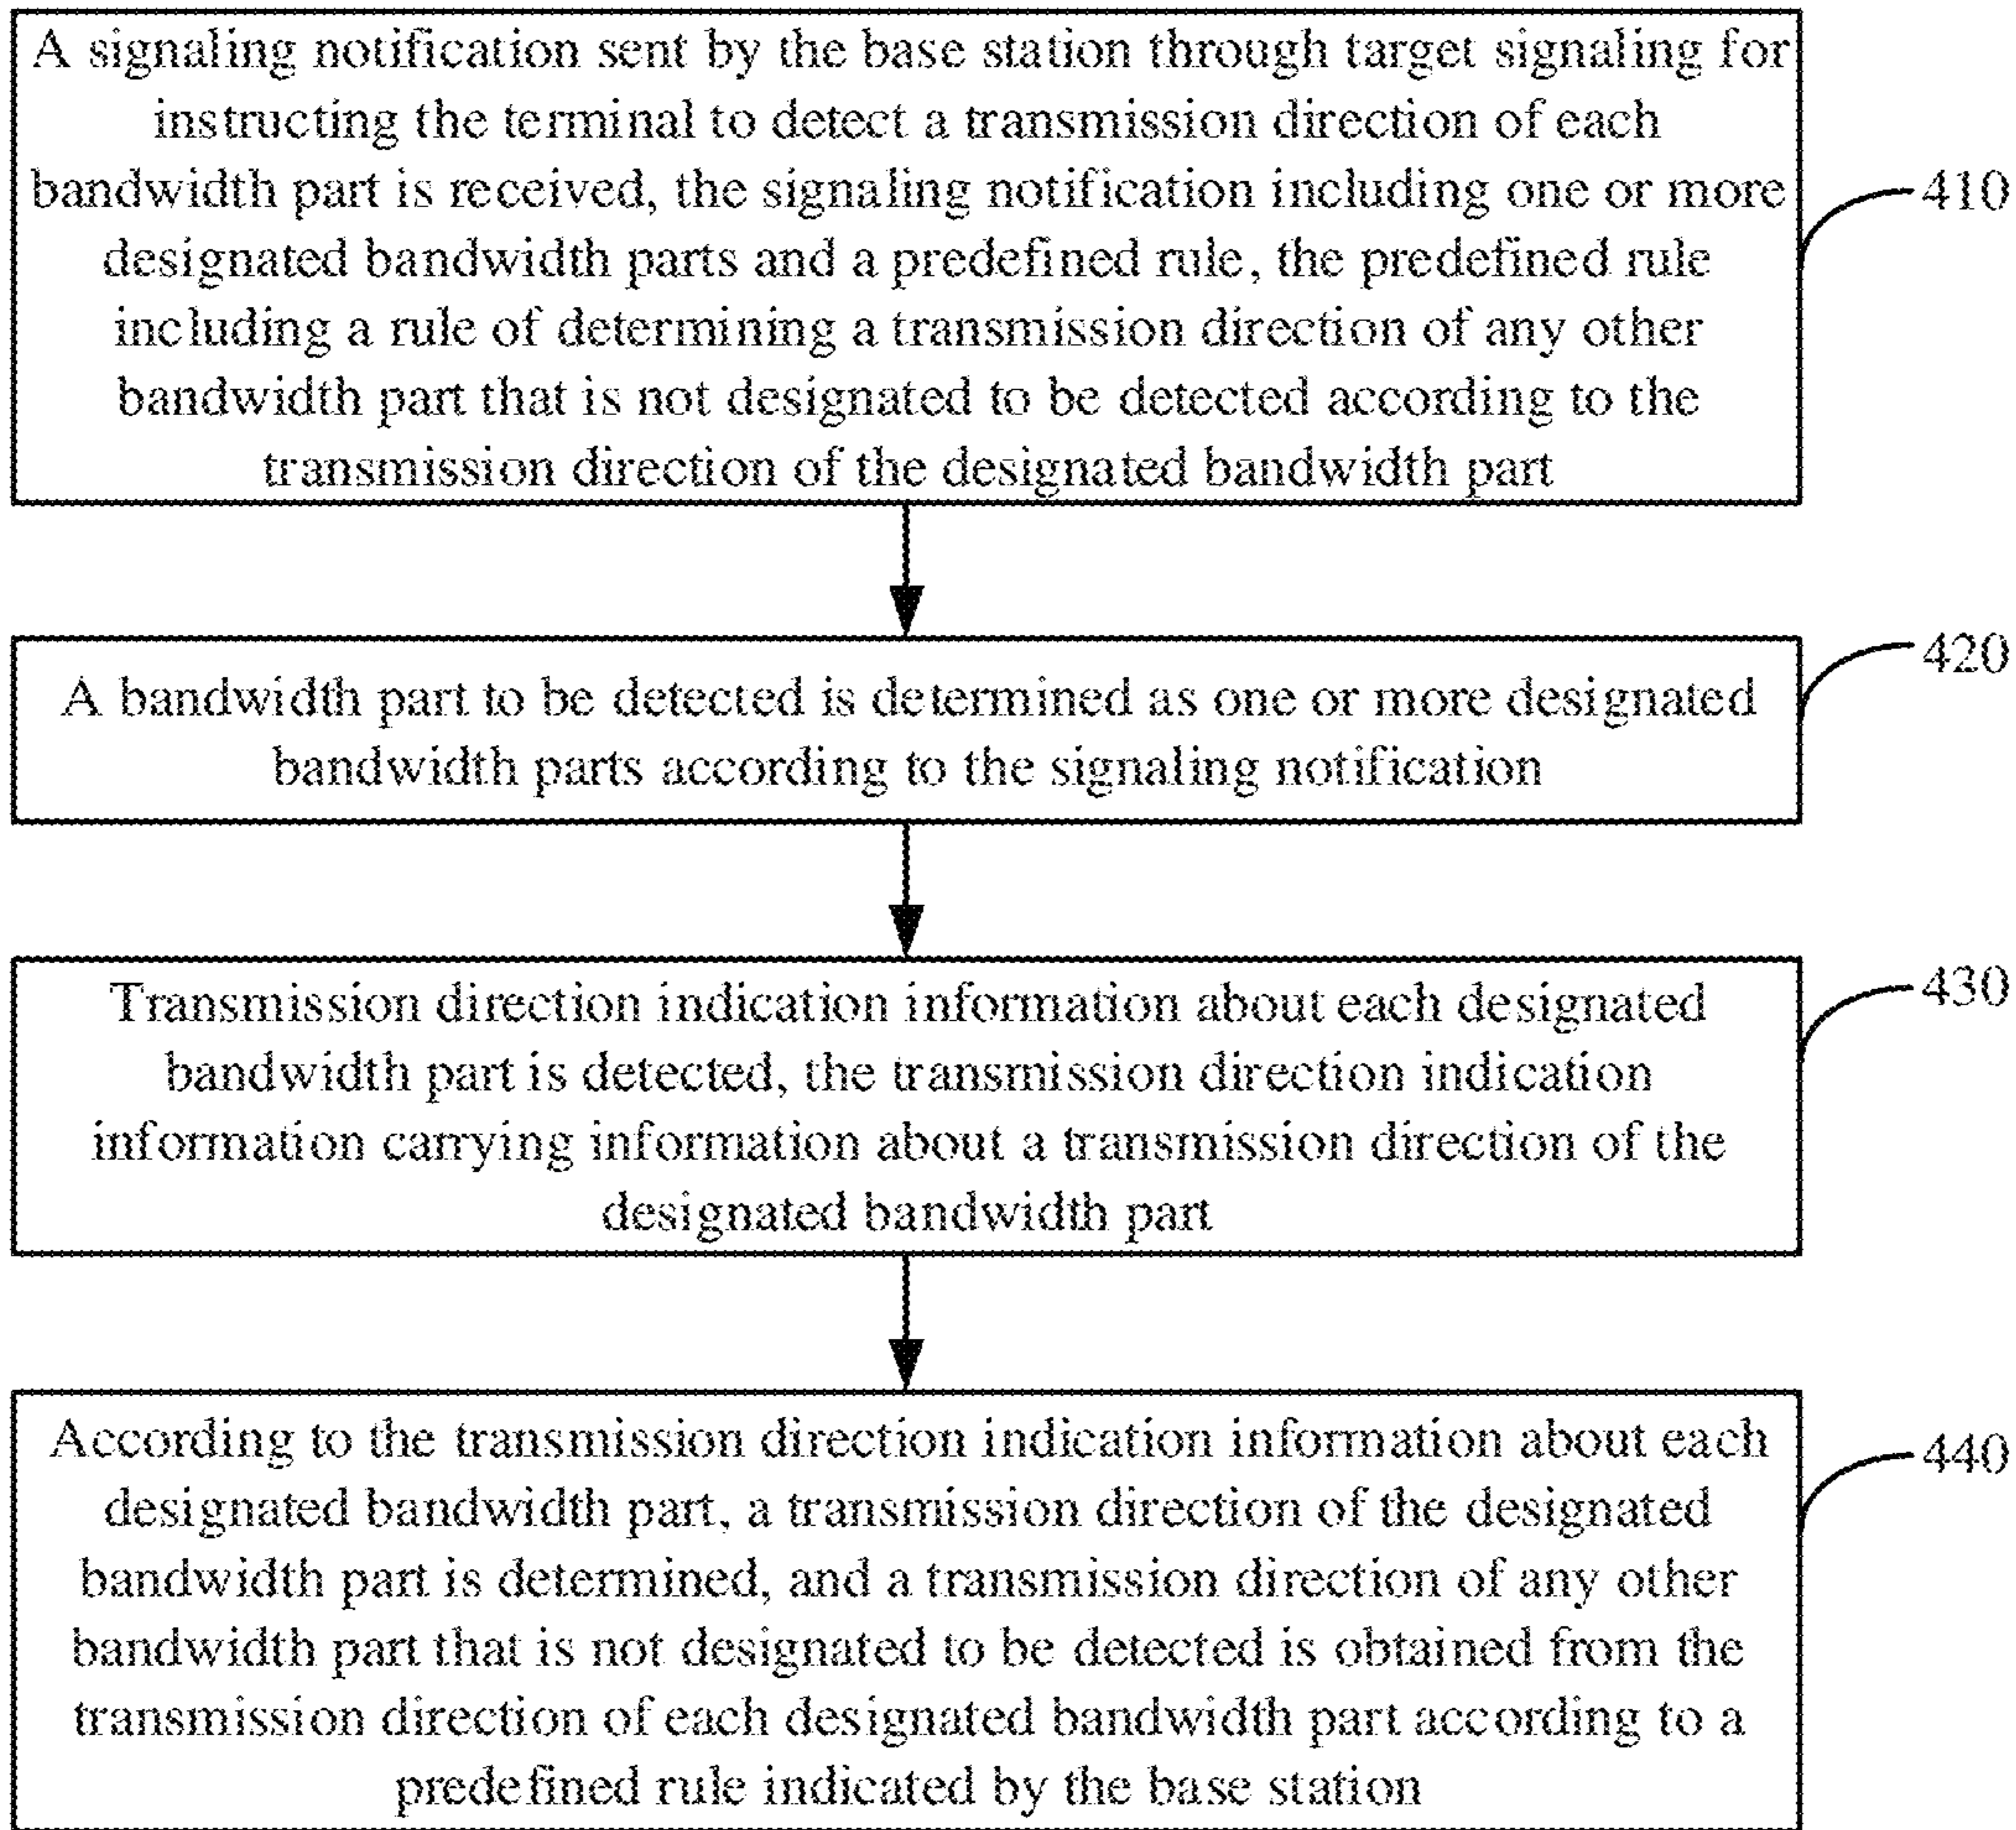 A signaling notification sent by the base station through target signaling for
instructing the terminal to detect a transmission direction of each
bandwidth part is received, the signaling notification including one or more
designated bandwidth parts and a predefined rule, the predefined rule
including a rule of determining a transmission direction of any other
bandwidth part that is not designated to be detected according to the
transmission direction of the designated bandwidth part
410
A bandwidth part to be detected is determined as one or more designated
bandwidth parts according to the signaling notification
420
Transmission direction indication information about each designated
bandwidth part is detected, the transmission direction indication
information carrying information about a transmission direction of the
designated bandwidth part
430
According to the transmission direction indication information about each
designated bandwidth part, a transmission direction of the designated
bandwidth part is determined, and a transmission direction of any other
bandwidth part that is not designated to be detected is obtained from the
transmission direction of each designated bandwidth part according to a
predefined rule indicated by the base station
440